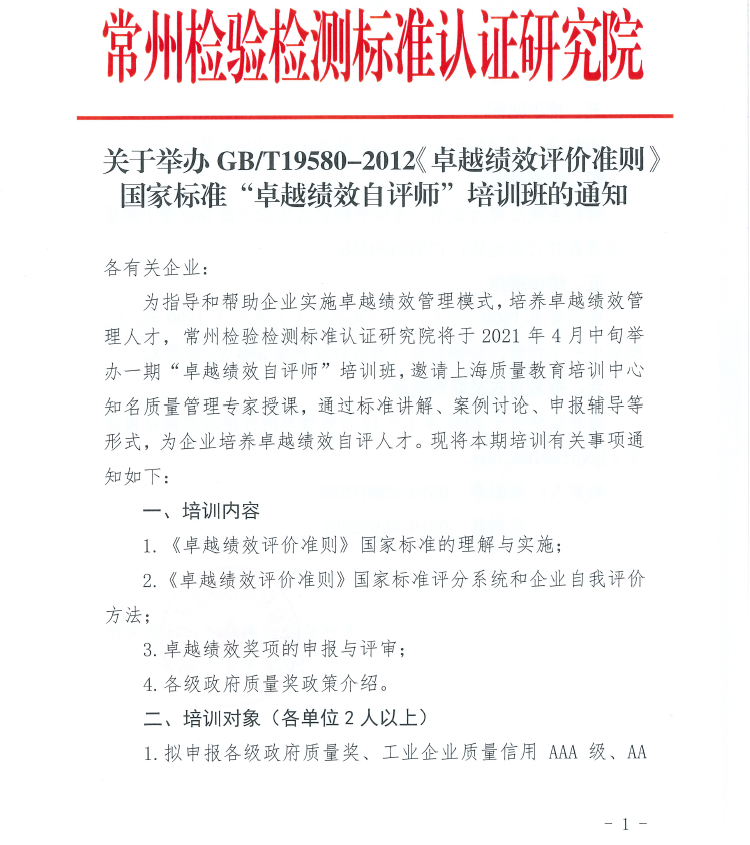 常州检验检测标准认证研究院
关于举办 GB/T19580-2012《卓越绩效评价准则》
国家标准“卓越绩效自评师”培训班的通知
各有关企业：
为指导和帮助企业实施卓越绩效管理模式，培养卓越绩效管
理人才，常州检验检测标准认证研究院将于 2021 年 4 月中旬举
办一期“卓越绩效自评师”培训班，邀请上海质量教育培训中心
知名质量管理专家授课，通过标准讲解、案例讨论、申报辅导等
形式，为企业培养卓越绩效自评人才。现将本期培训有关事项通
知如下：
一、培训内容
1.《卓越绩效评价准则》国家标准的理解与实施；
2.《卓越绩效评价准则》国家标准评分系统和企业自我评价
方法；
3.卓越绩效奖项的申报与评审；
4.各级政府质量奖政策介绍。
二、培训对象（各单位 2 人以上）
1.拟申报各级政府质量奖、工业企业质量信用 AAA 级、AA
- 1 -